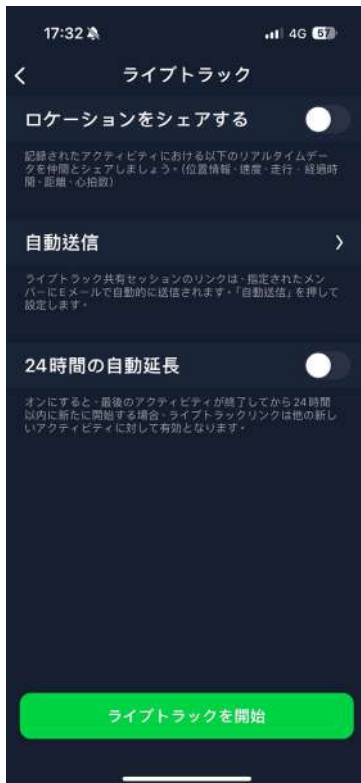 17:32 4G 57
ライブトラック
ロケーションをシェアする
記録されたアクティビティにおける以下のリアルタイムデー
タを仲間とシェアしましょう。(位置情報・速度・走行・経過時
間・距離・心拍数)
自動送信
ライブトラック共有セッションのリンクは、指定されたメン
バーにEメールで自動的に送信されます。「自動送信」を押して
設定します。
24時間の自動延長
オンにすると、最後のアクティビティが終了してから24時間
以内に新たに開始する場合、ライブトラックリンクは他の新し
いアクティビティに対して有効となります。
ライブトラックを開始